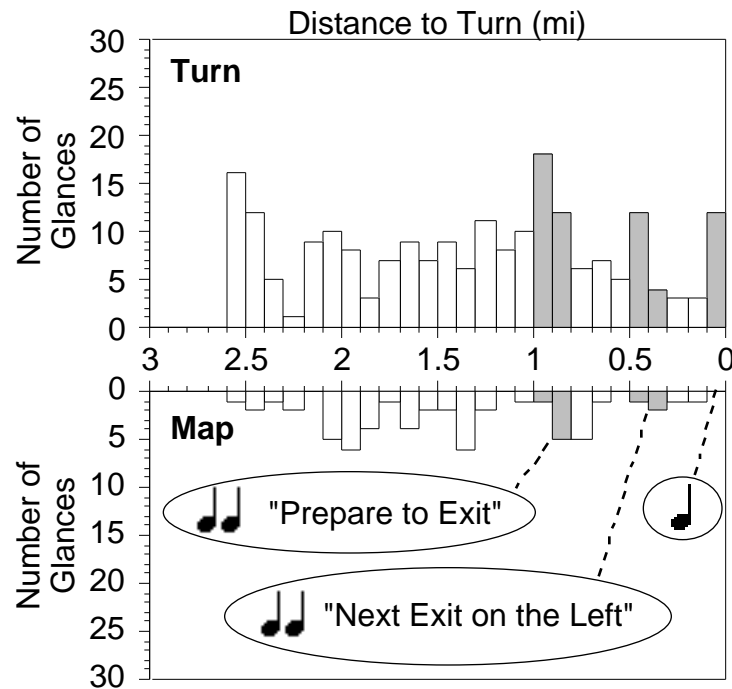 Distance to Turn (mi)
30
Turn
25
20
15
10
5
0
Number of
Glances
3 2.5 2 1.5 1 0.5 0
0
Map
5
10
"Prepare to Exit"
15
20
"Next Exit on the Left"
25
30
Number of
Glances